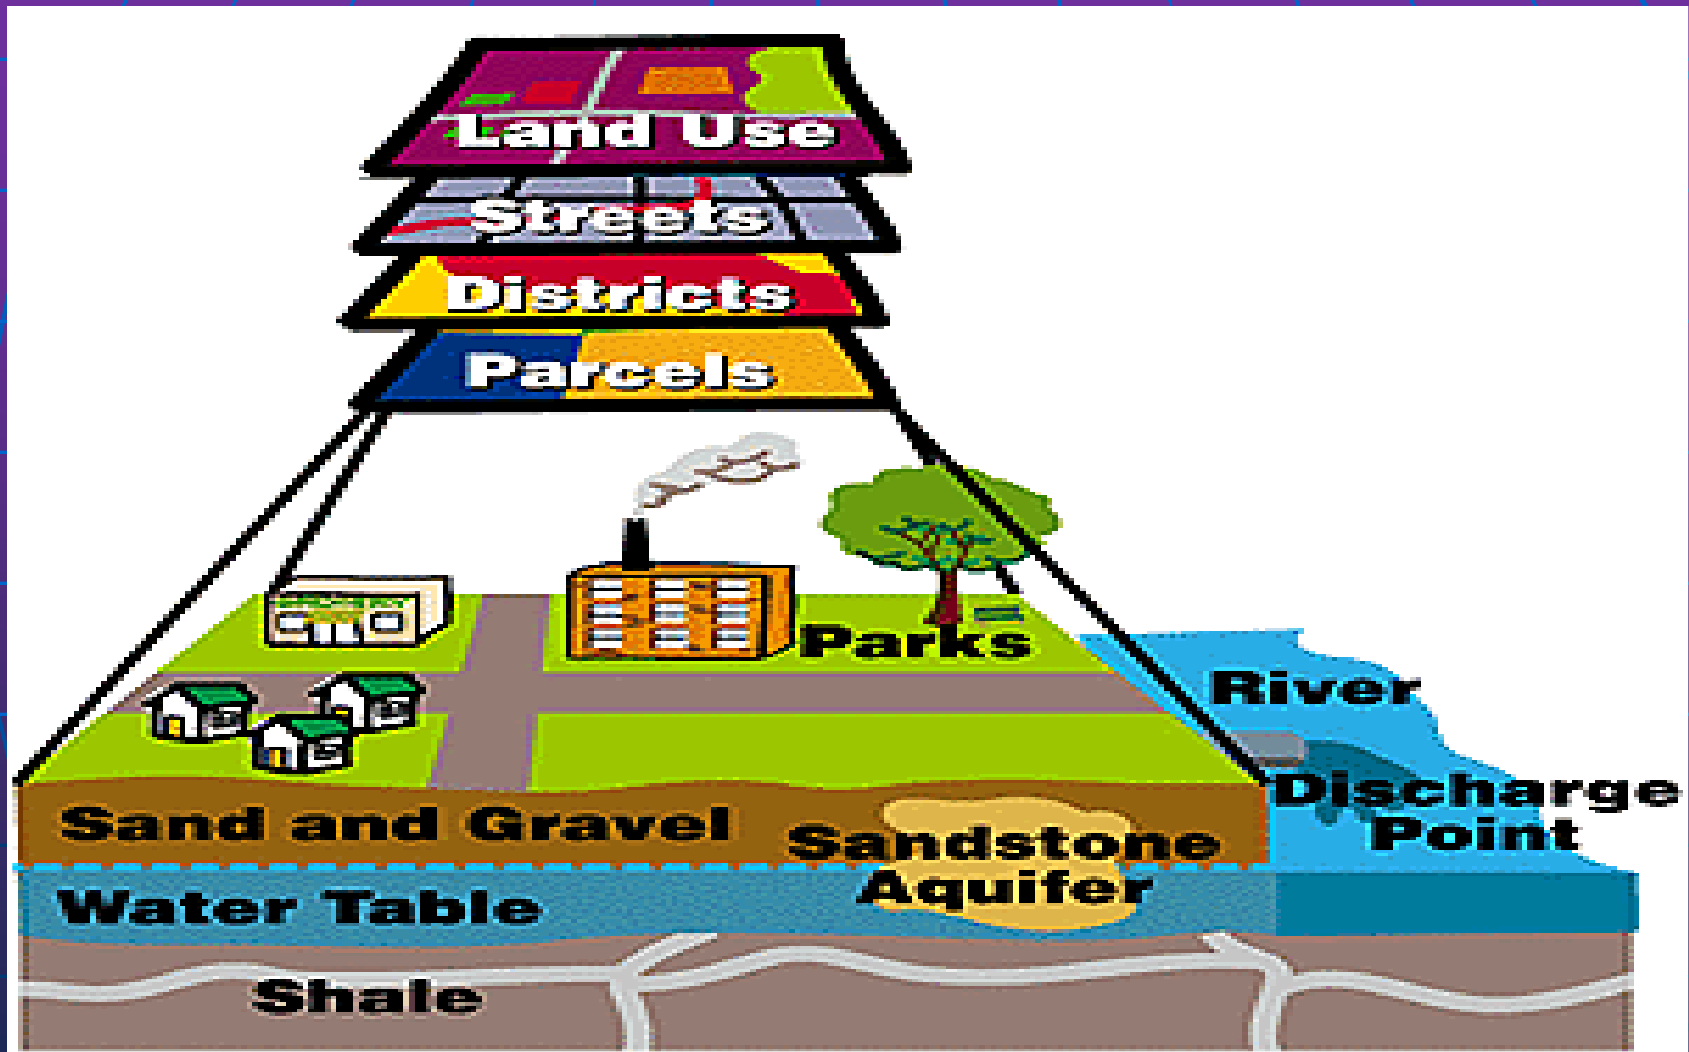 Land Use
Streets
Districts
Parcels
Parks
River
Discharge
Point
Sand and Gravel
Sandstone
Aquifer
Water Table
Shale